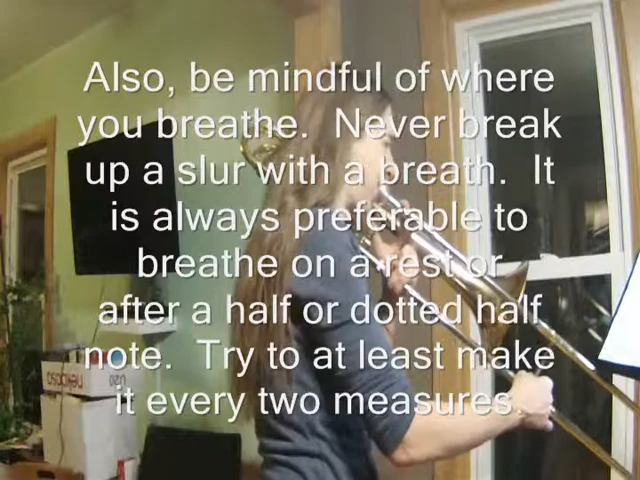 Also, be mindful of where
you breathe.  Never break
up a slur with a breath.  It
is always preferable to
breathe on a rest or
after a half or dotted half
note.  Try to at least make
it every two measures.